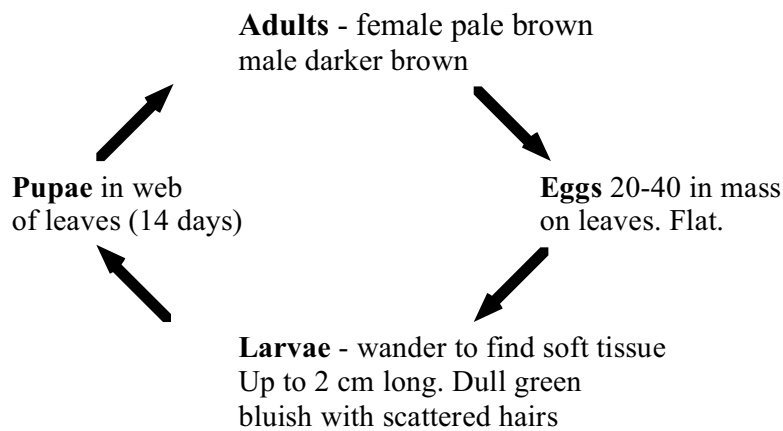 Adults - female pale brown
male darker brown
Pupae in web
of leaves (14 days)
Eggs 20-40 in mass
on leaves. Flat.
Larvae - wander to find soft tissue
Up to 2 cm long. Dull green
bluish with scattered hairs